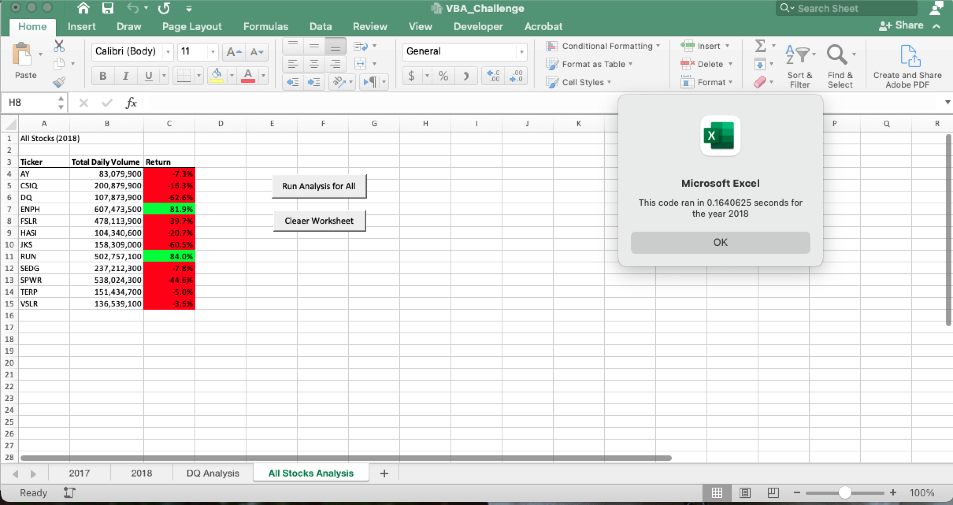 VBA_Challenge
Search Sheet
Home Insert Draw Page Layout Formulas Data Review View Developer Acrobat
Share
Paste
Calibri (Body) 11 A A
B I U A
General
$ %
Conditional Formatting
Format as Table
Cell Styles
Insert
Delete
Format
Sort & Filter
Find & Select
Create and Share Adobe PDF
H8 fx
A B C D E F G H I J K P Q R
1 All Stocks (2018)
2
3 Ticker Total Daily Volume Return
4 AY 83,079,900 -7.3%
5 CSIQ 200,879,900 -16.3%
6 DQ 107,873,900 -62.6%
7 ENPH 607,473,500 81.9%
8 FSLR 478,113,900 -39.7%
9 HASI 104,340,600 -20.7%
10 JKS 158,309,000 -60.5%
11 RUN 502,757,100 84.0%
12 SEDG 237,212,300 -7.8%
13 SPWR 538,024,300 -44.6%
14 TERP 151,434,700 -5.0%
15 VSLR 136,539,100 -3.5%
16
17
18
19
20
21
22
23
24
25
26
27
28
Run Analysis for All
Cleaer Worksheet
Microsoft Excel
This code ran in 0.1640625 seconds for
the year 2018
OK
2017 2018 DQ Analysis All Stocks Analysis +
Ready
− + 100%